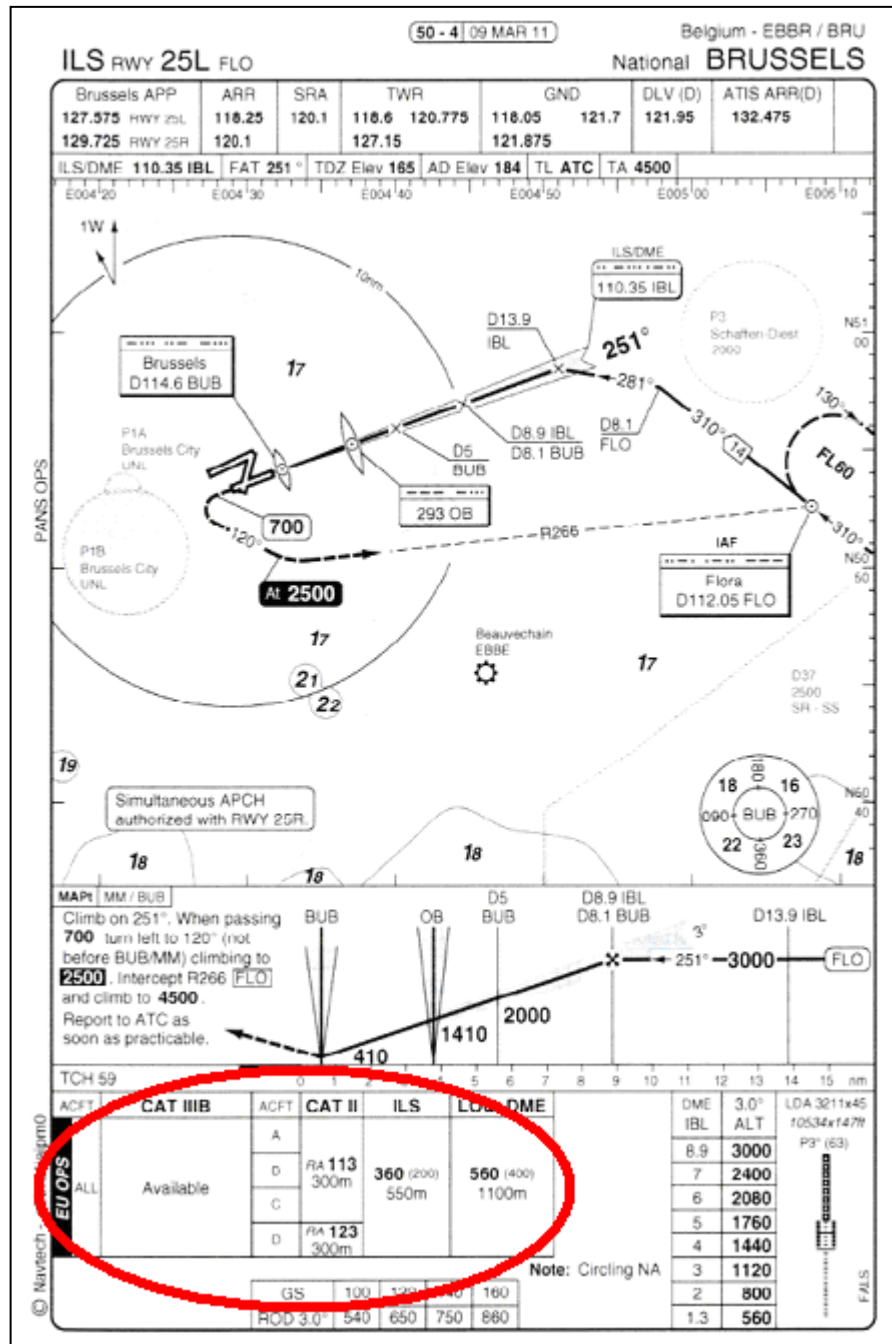 50 - 4 09 MAR 11
Belgium - EBBR / BRU
ILS RWY 25L FLO
National BRUSSELS
Brussels APP ARR SRA TWR GND DLV (D) ATIS ARR(D)
127.575 RWY 25L 118.25 120.1 118.6 120.775 118.05 121.7 121.95 132.475
129.725 RWY 25R 120.1 127.15 121.875
ILS/DME 110.35 IBL FAT 251° TDZ Elev 165 AD Elev 184 TL ATC TA 4500
E004 20 E004 30 E004 40 E004 50 E005 00 E005 10
1W
10nm
ILS/DME
110.35 IBL
D13.9
IBL
251°
P3
Schaffen-Diest
2000
N51
00
Brussels
D114.6 BUB
17
281°
130°
P1A
Brussels City
UNL
D5
BUB
D8.9 IBL
D8.1 BUB
D8.1
FLO
310°
14
FL60
PANS OPS
293 OB
700
120°
R266
310°
P1B
Brussels City
UNL
IAF
Flora
D112.05 FLO
N50
50
At 2500
17
Beauvechain
EBBE
17
21
22
D37
2500
SR - SS
19
Simultaneous APCH
authorized with RWY 25R.
180
18 16
090 BUB 270
22 23
360
N50
40
18
18
18
18
MAPt MM / BUB
Climb on 251°. When passing
700 turn left to 120° (not
before BUB/MM) climbing to
2500 . Intercept R266 FLO
and climb to 4500 .
Report to ATC as
soon as practicable.
BUB OB D5
BUB D8.9 IBL
D8.1 BUB D13.9 IBL
3°
251° 3000 FLO
410 1410 2000
TCH 59
0 1 2 3 4 5 6 7 8 9 10 11 12 13 14 15 nm
ACFT CAT IIIB ACFT CAT II ILS DME
EU OPS
ALL Available
A
D
C
D
RA 113
300m
RA 123
300m
360 (200)
550m
560 (400)
1100m
Note: Circling NA
GS 100 160
ROD 3.0° 540 650 750 860
DME 3.0°
IBL ALT
8.9 3000
7 2400
6 2080
5 1760
4 1440
3 1120
2 800
1.3 560
LDA 3211x45
10534x147ft
P3° (63)
FALS
© Navtech -